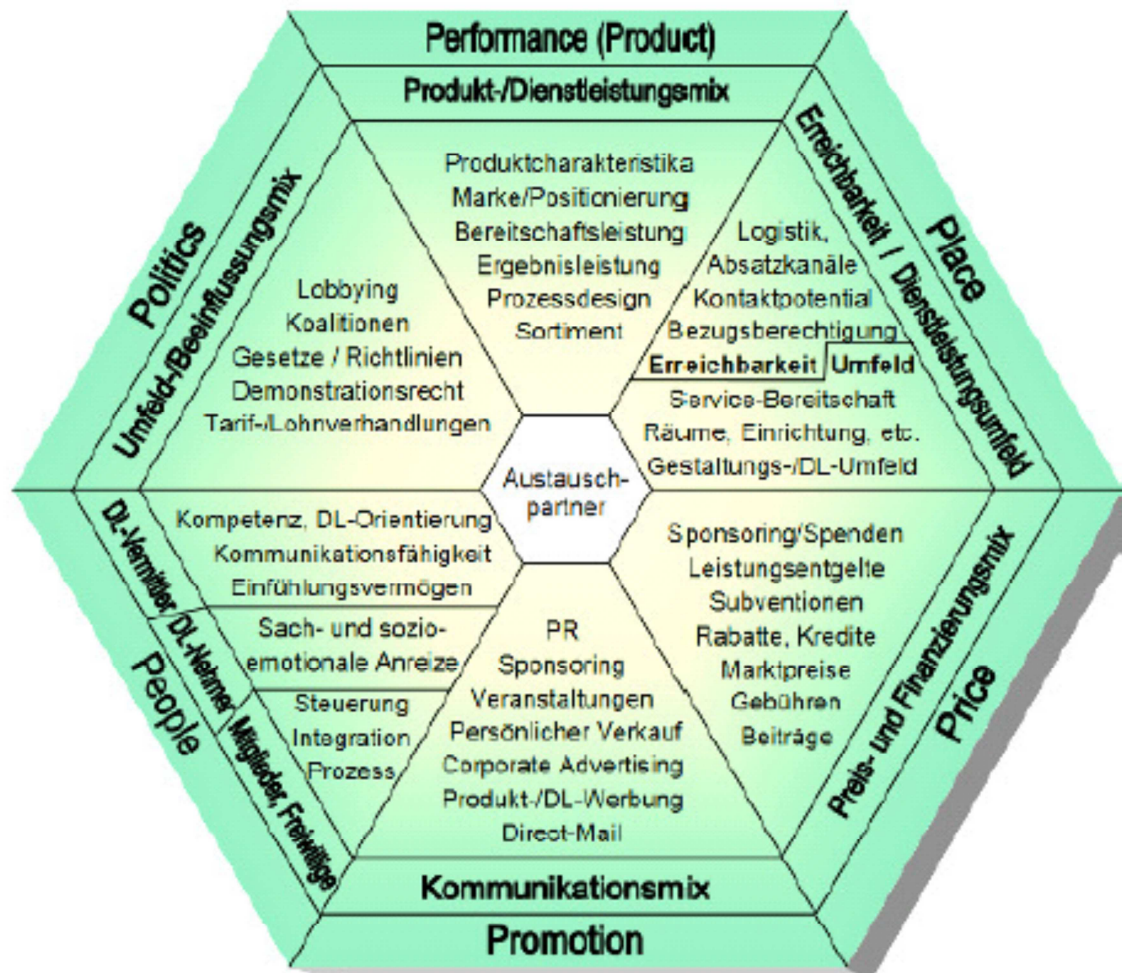 Performance (Product)
Produkt-/Dienstleistungsmix
Produktcharakteristika
Marke/Positionierung
Bereitschaftsleistung
Ergebnisleistung
Prozessdesign
Sortiment
Place
Erreichbarkeit / Dienstleistungsumfeld
Logistik,
Absatzkanäle
Kontaktpotential
Bezugsberechtigung
Erreichbarkeit
Umfeld
Service-Bereitschaft
Räume, Einrichtung, etc.
Gestaltungs-/DL-Umfeld
Price
Preis- und Finanzierungsmix
Sponsoring/Spenden
Leistungsentgelte
Subventionen
Rabatte, Kredite
Marktpreise
Gebühren
Beiträge
Promotion
Kommunikationsmix
PR
Sponsoring
Veranstaltungen
Persönlicher Verkauf
Corporate Advertising
Produkt-/DL-Werbung
Direct-Mail
People
DL-Vermittler,
DL-Nehmer
Mitglieder, Freiwillige
Kompetenz, DL-Orientierung
Kommunikationsfähigkeit
Einfühlungsvermögen
Sach- und sozio-
emotionale Anreize
Steuerung
Integration
Prozess
Politics
Umfeld-/Beeinflussungsmix
Lobbying
Koalitionen
Gesetze / Richtlinien
Demonstrationsrecht
Tarif-/Lohnverhandlungen
Austausch-
partner